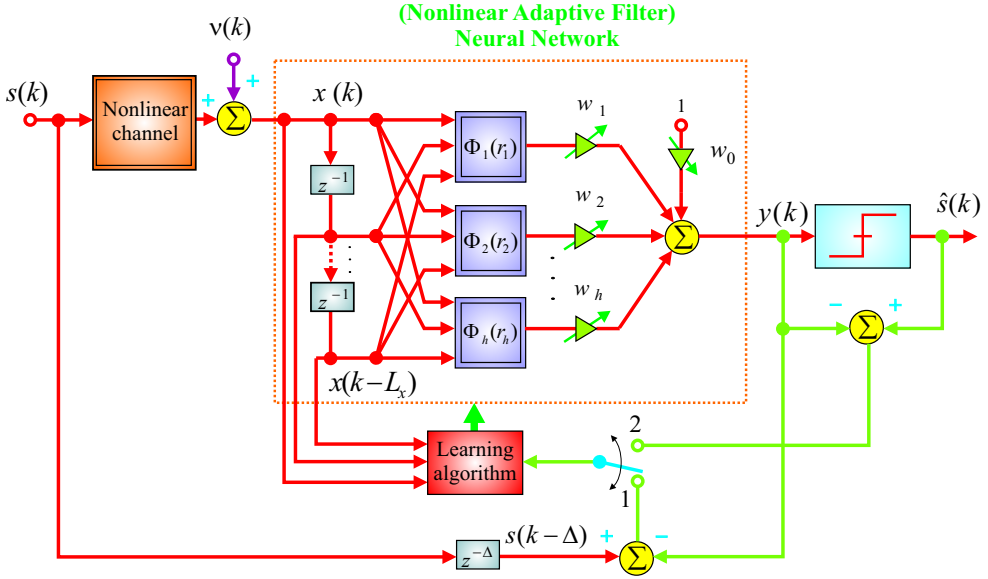 (Nonlinear Adaptive Filter)
Neural Network
ν(k)
s(k)
Nonlinear
channel
+
+
Σ
x(k)
z⁻¹
z⁻¹
x(k−Lₓ)
Φ₁(r₁)
Φ₂(r₂)
Φₕ(rₕ)
w₁
w₂
wₕ
1
w₀
Σ
y(k)
ŝ(k)
−
+
Σ
Learning
algorithm
2
1
z^−Δ
s(k−Δ)
+
−
Σ